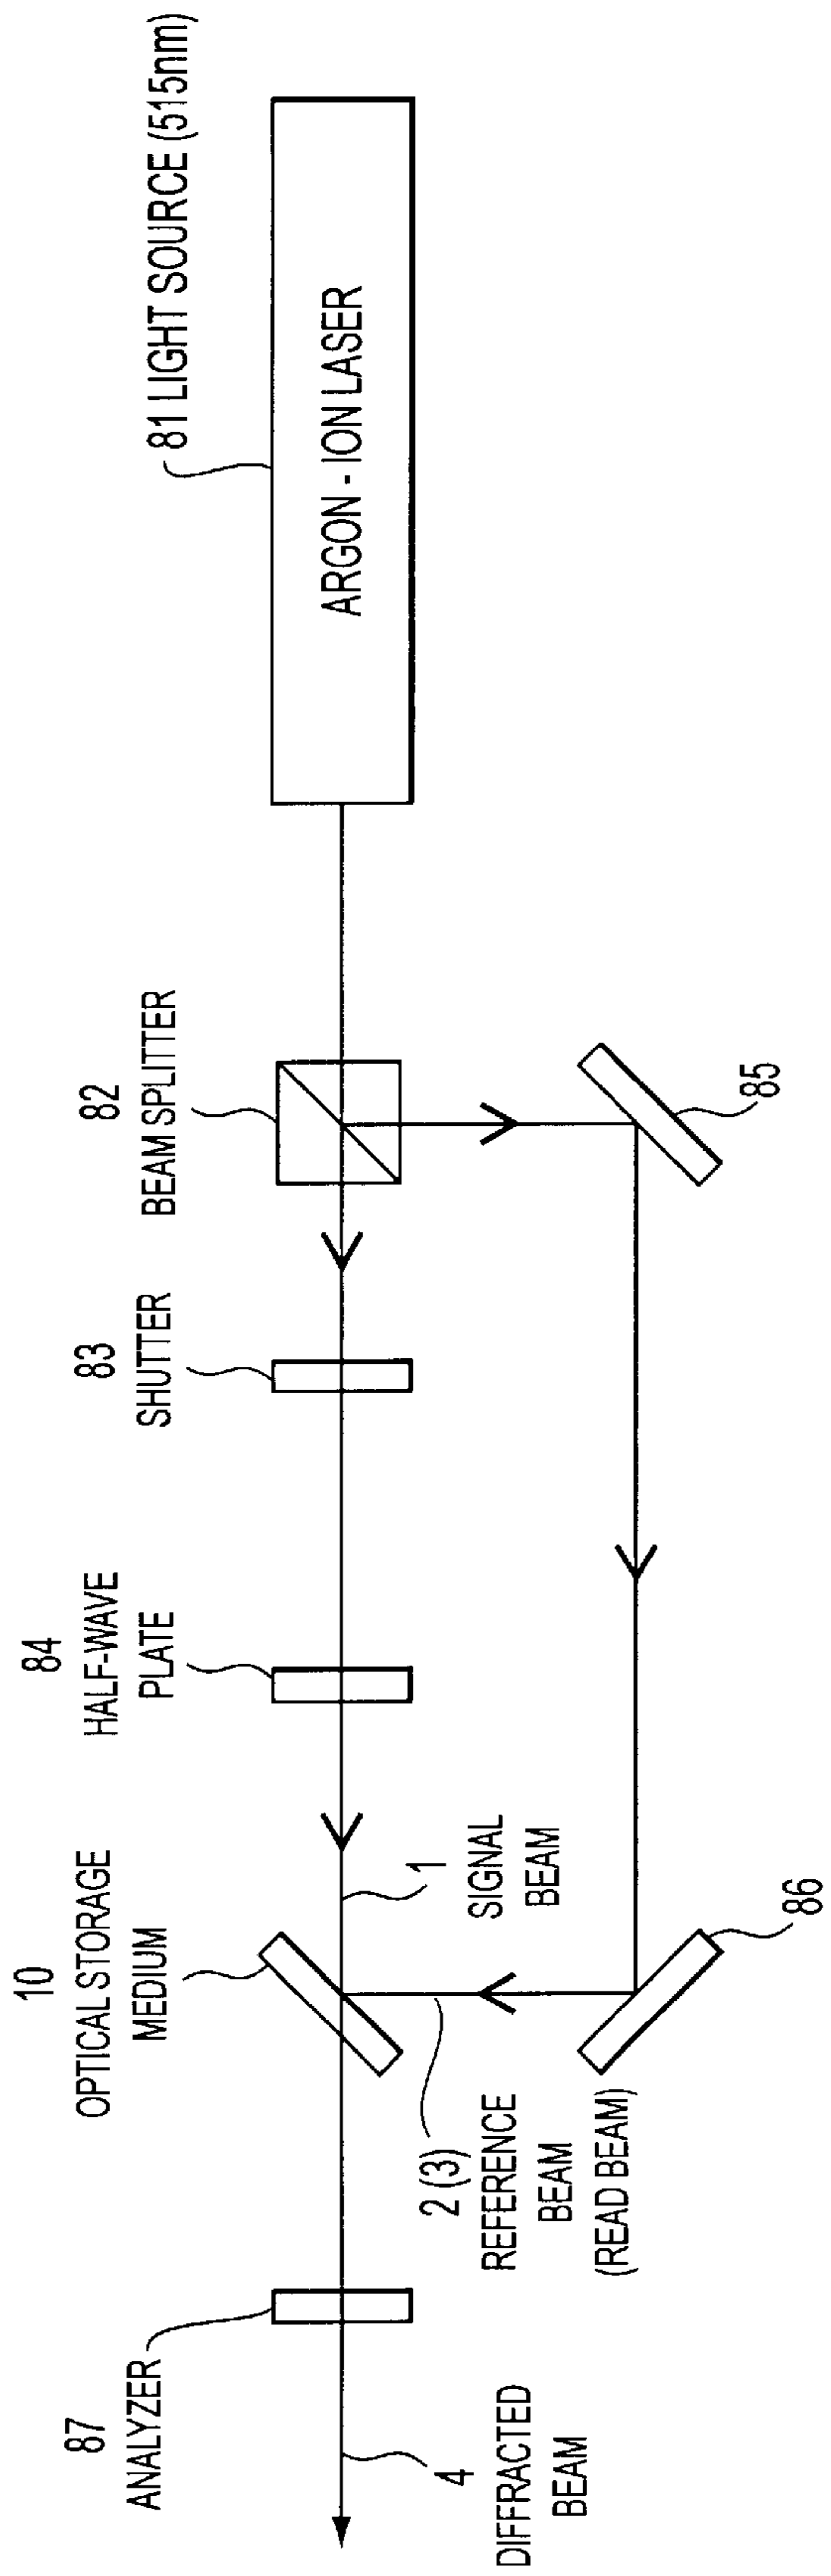 81 LIGHT SOURCE (515nm)
ARGON - ION LASER
82
BEAM SPLITTER
85
83
SHUTTER
84
HALF-WAVE
PLATE
1
SIGNAL
BEAM
10
OPTICAL STORAGE
MEDIUM
86
2 (3)
REFERENCE
BEAM
(READ BEAM)
87
ANALYZER
4
DIFFRACTED
BEAM